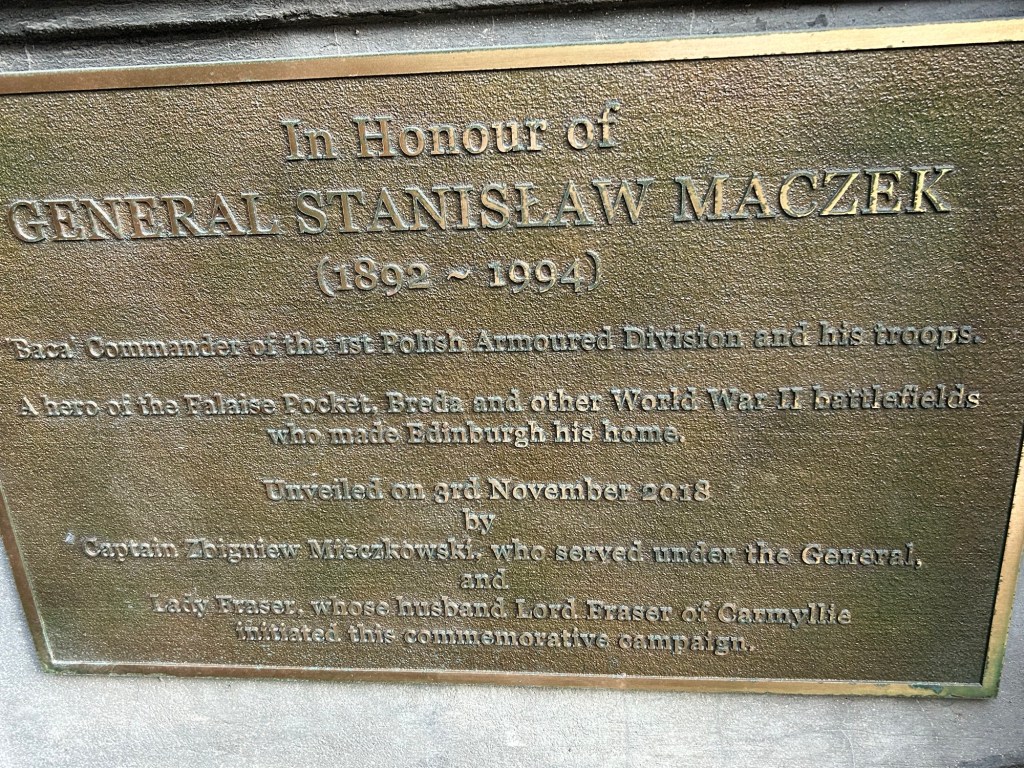 In Honour of
GENERAL STANISŁAW MACZEK
(1892 ~ 1994)
'Baca' Commander of the 1st Polish Armoured Division and his troops.
A hero of the Falaise Pocket, Breda and other World War II battlefields
who made Edinburgh his home.
Unveiled on 3rd November 2018
by
Captain Zbigniew Mieczkowski, who served under the General,
and
Lady Fraser, whose husband Lord Fraser of Carmyllie
initiated this commemorative campaign.